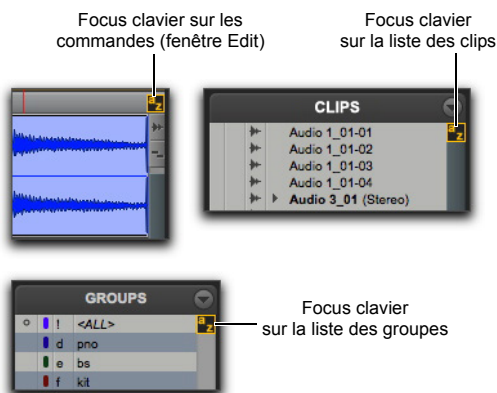 Focus clavier sur les
commandes (fenêtre Edit)
Focus clavier
sur la liste des clips
a z
CLIPS
a z
Audio 1_01-01
Audio 1_01-02
Audio 1_01-03
Audio 1_01-04
Audio 3_01 (Stereo)
GROUPS
! <ALL>
a z
d pno
e bs
f kit
Focus clavier
sur la liste des groupes